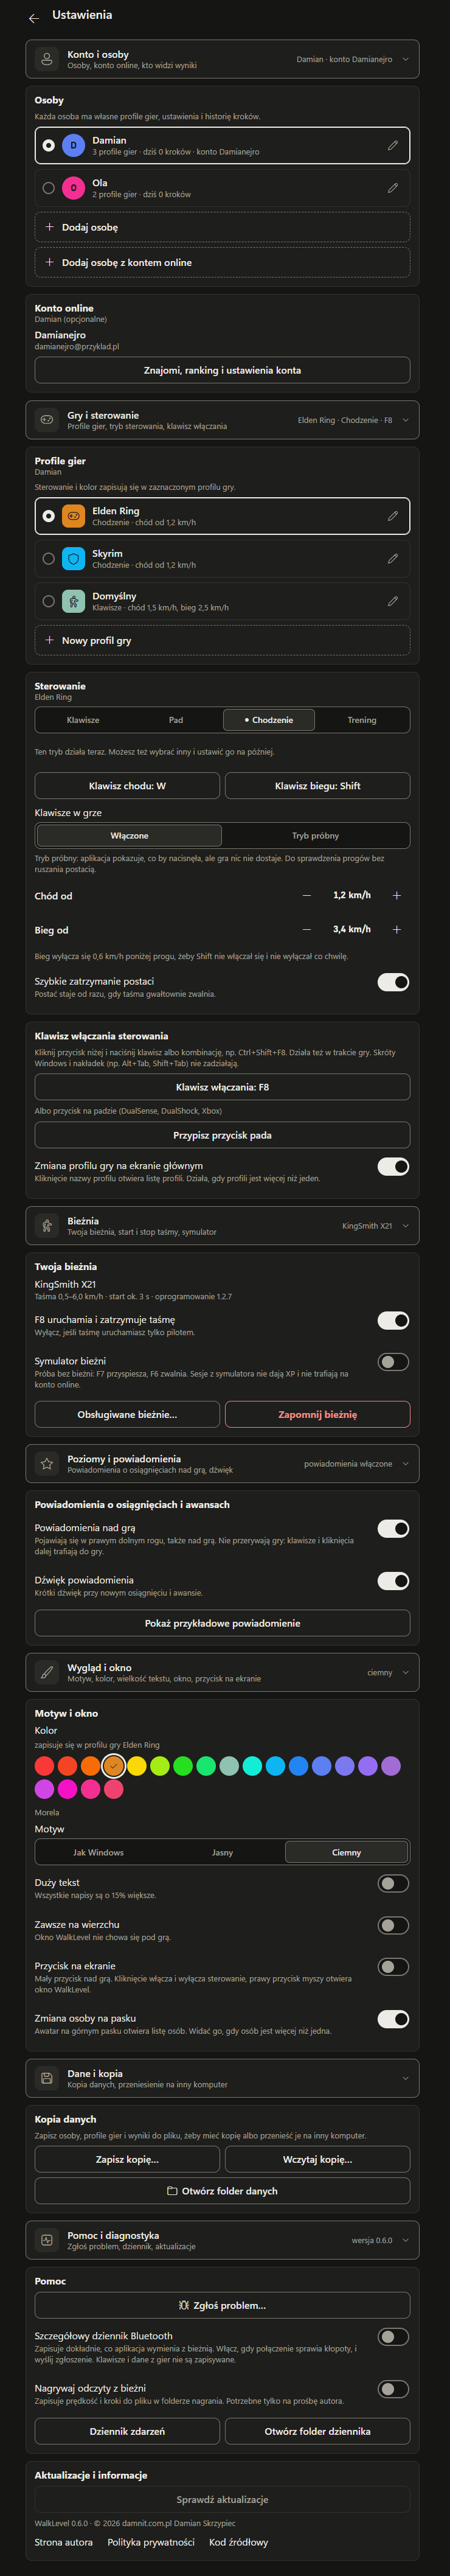 Ustawienia
Konto i osoby
Osoby, konto online, kto widzi wyniki
Damian · konto Damianejro
Osoby
Każda osoba ma własne profile gier, ustawienia i historię kroków.
D
Damian
3 profile gier · dziś 0 kroków · konto Damianejro
O
Ola
2 profile gier · dziś 0 kroków
Dodaj osobę
Dodaj osobę z kontem online
Konto online
Damian (opcjonalne)
Damianejro
damianejro@przyklad.pl
Znajomi, ranking i ustawienia konta
Gry i sterowanie
Profile gier, tryb sterowania, klawisz włączania
Elden Ring · Chodzenie · F8
Profile gier
Damian
Sterowanie i kolor zapisują się w zaznaczonym profilu gry.
Elden Ring
Chodzenie · chód od 1,2 km/h
Skyrim
Chodzenie · chód od 1,2 km/h
Domyślny
Klawisze · chód 1,5 km/h, bieg 2,5 km/h
Nowy profil gry
Sterowanie
Elden Ring
Klawisze
Pad
• Chodzenie
Trening
Ten tryb działa teraz. Możesz też wybrać inny i ustawić go na później.
Klawisz chodu: W
Klawisz biegu: Shift
Klawisze w grze
Włączone
Tryb próbny
Tryb próbny: aplikacja pokazuje, co by nacisnęła, ale gra nic nie dostaje. Do sprawdzenia progów bez
ruszania postacią.
Chód od
1,2 km/h
Bieg od
3,4 km/h
Bieg wyłącza się 0,6 km/h poniżej progu, żeby Shift nie włączał się i nie wyłączał co chwilę.
Szybkie zatrzymanie postaci
Postać staje od razu, gdy taśma gwałtownie zwalnia.
Klawisz włączania sterowania
Kliknij przycisk niżej i naciśnij klawisz albo kombinację, np. Ctrl+Shift+F8. Działa też w trakcie gry. Skróty
Windows i nakładek (np. Alt+Tab, Shift+Tab) nie zadziałają.
Klawisz włączania: F8
Albo przycisk na padzie (DualSense, DualShock, Xbox)
Przypisz przycisk pada
Zmiana profilu gry na ekranie głównym
Kliknięcie nazwy profilu otwiera listę profili. Działa, gdy profili jest więcej niż jeden.
Bieżnia
Twoja bieżnia, start i stop taśmy, symulator
KingSmith X21
Twoja bieżnia
KingSmith X21
Taśma 0,5–6,0 km/h · start ok. 3 s · oprogramowanie 1.2.7
F8 uruchamia i zatrzymuje taśmę
Wyłącz, jeśli taśmę uruchamiasz tylko pilotem.
Symulator bieżni
Próba bez bieżni: F7 przyspiesza, F6 zwalnia. Sesje z symulatora nie dają XP i nie trafiają na
konto online.
Obsługiwane bieżnie...
Zapomnij bieżnię
Poziomy i powiadomienia
Powiadomienia o osiągnięciach nad grą, dźwięk
powiadomienia włączone
Powiadomienia o osiągnięciach i awansach
Powiadomienia nad grą
Pojawiają się w prawym dolnym rogu, także nad grą. Nie przerywają gry: klawisze i kliknięcia
dalej trafiają do gry.
Dźwięk powiadomienia
Krótki dźwięk przy nowym osiągnięciu i awansie.
Pokaż przykładowe powiadomienie
Wygląd i okno
Motyw, kolor, wielkość tekstu, okno, przycisk na ekranie
ciemny
Motyw i okno
Kolor
zapisuje się w profilu gry Elden Ring
Morela
Motyw
Jak Windows
Jasny
Ciemny
Duży tekst
Wszystkie napisy są o 15% większe.
Zawsze na wierzchu
Okno WalkLevel nie chowa się pod grą.
Przycisk na ekranie
Mały przycisk nad grą. Kliknięcie włącza i wyłącza sterowanie, prawy przycisk myszy otwiera
okno WalkLevel.
Zmiana osoby na pasku
Awatar na górnym pasku otwiera listę osób. Widać go, gdy osób jest więcej niż jedna.
Dane i kopia
Kopia danych, przeniesienie na inny komputer
Kopia danych
Zapisz osoby, profile gier i wyniki do pliku, żeby mieć kopię albo przenieść je na inny komputer.
Zapisz kopię...
Wczytaj kopię...
Otwórz folder danych
Pomoc i diagnostyka
Zgłoś problem, dziennik, aktualizacje
wersja 0.6.0
Pomoc
Zgłoś problem...
Szczegółowy dziennik Bluetooth
Zapisuje dokładnie, co aplikacja wymienia z bieżnią. Włącz, gdy połączenie sprawia kłopoty, i
wyślij zgłoszenie. Klawisze i dane z gier nie są zapisywane.
Nagrywaj odczyty z bieżni
Zapisuje prędkość i kroki do pliku w folderze nagrania. Potrzebne tylko na prośbę autora.
Dziennik zdarzeń
Otwórz folder dziennika
Aktualizacje i informacje
Sprawdź aktualizacje
WalkLevel 0.6.0 · © 2026 damnit.com.pl Damian Skrzypiec
Strona autora
Polityka prywatności
Kod źródłowy